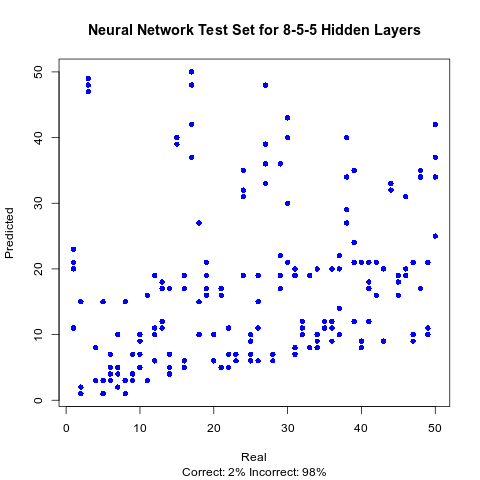 Neural Network Test Set for 8-5-5 Hidden Layers
50
40
30
20
10
0
Predicted
0 10 20 30 40 50
Real
Correct: 2% Incorrect: 98%